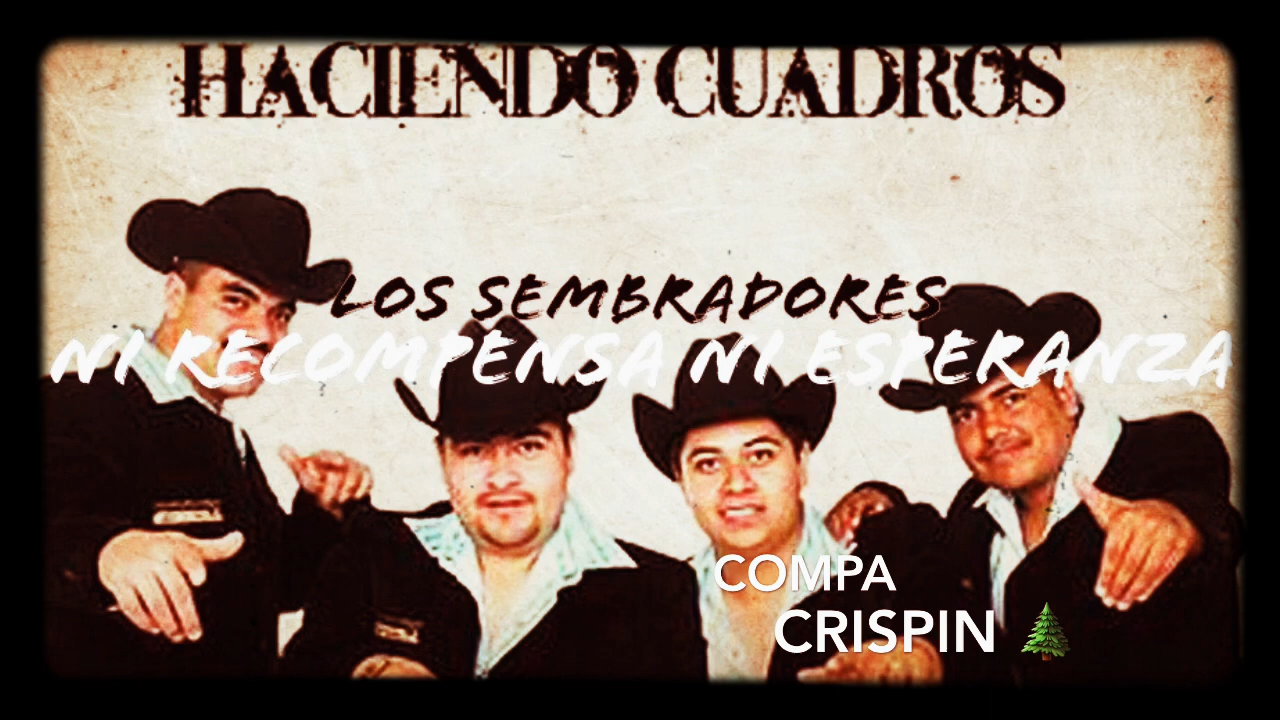 HACIENDO CUADROS
LOS SEMBRADORES
NI RECOMPENSA NI ESPERANZA
COMPA
CRISPIN 🌲